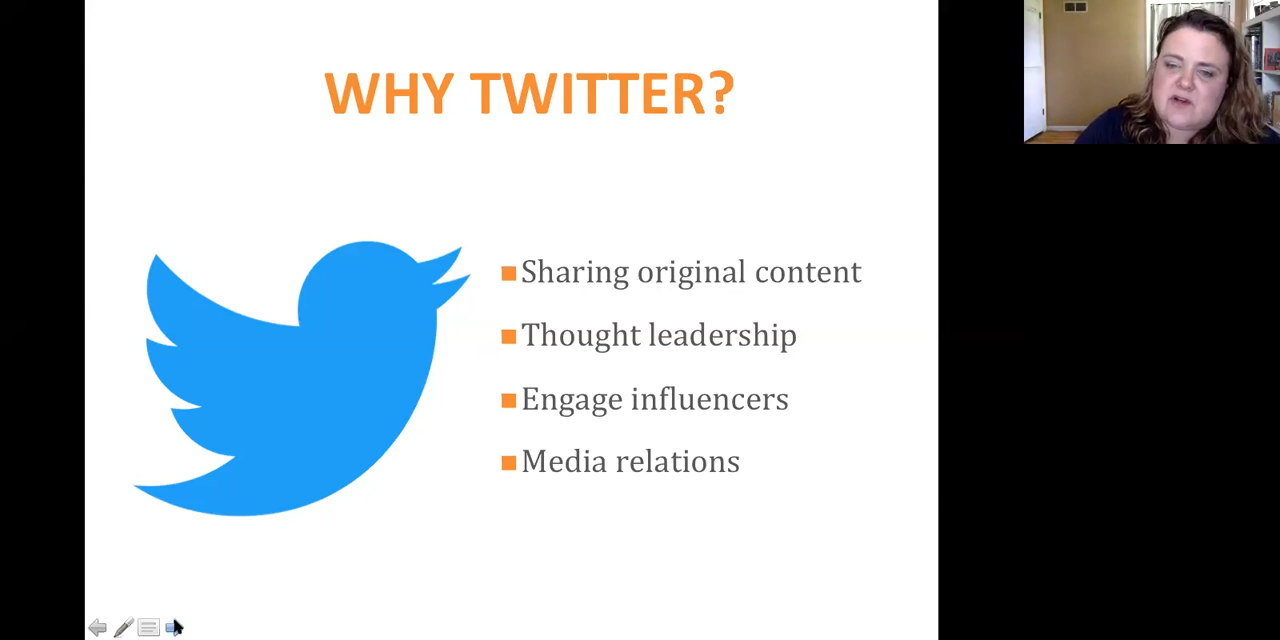 WHY TWITTER?
Sharing original content
Thought leadership
Engage influencers
Media relations